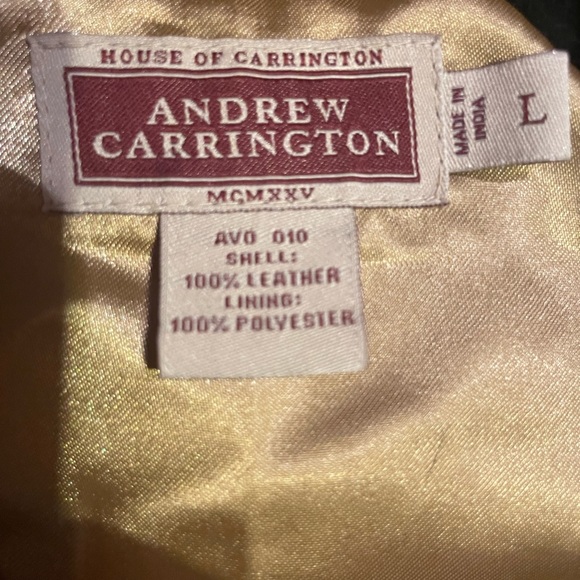 HOUSE OF CARRINGTON
ANDREW
CARRINGTON
MCMXXV
MADE IN
INDIA
L
AVO 010
SHELL:
100% LEATHER
LINING:
100% POLYESTER